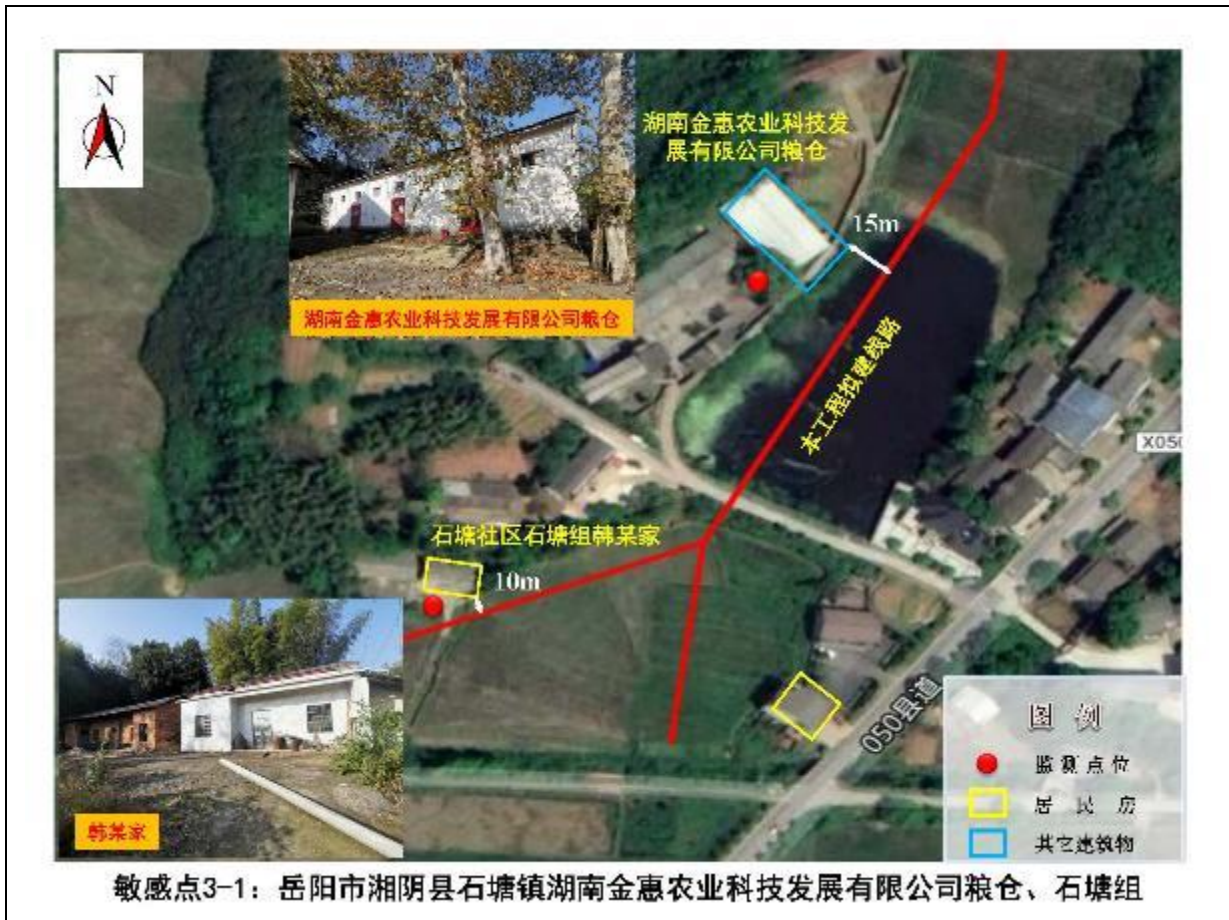 N
湖南金惠农业科技发
展有限公司粮仓
15m
湖南金惠农业科技发展有限公司粮仓
本工程拟建线路
X050
石塘社区石塘组韩某家
10m
050县道
韩某家
图 例
监测点位
居 民 房
其它建筑物
敏感点3-1：岳阳市湘阴县石塘镇湖南金惠农业科技发展有限公司粮仓、石塘组